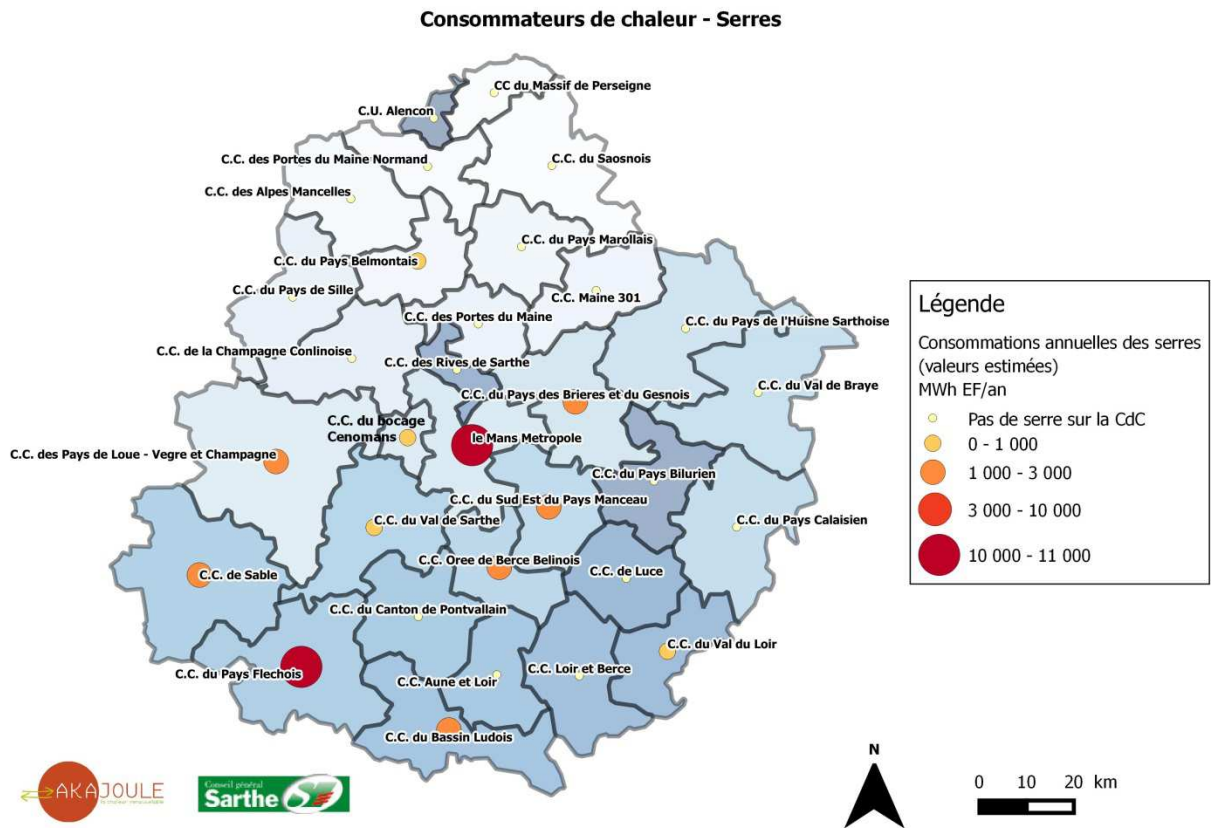 Consommateurs de chaleur - Serres
CC du Massif de Perseigne
C.U. Alencon
C.C. des Portes du Maine Normand
C.C. du Saosnois
C.C. des Alpes Mancelles
C.C. du Pays Marollais
C.C. du Pays Belmontais
C.C. du Pays de Sille
C.C. Maine 301
C.C. des Portes du Maine
C.C. du Pays de l'Huisne Sarthoise
C.C. de la Champagne Conlinoise
C.C. des Rives de Sarthe
C.C. du Val de Braye
C.C. du Pays des Brieres et du Gesnois
C.C. du bocage
Cenomans
le Mans Metropole
C.C. des Pays de Loue - Vegre et Champagne
C.C. du Pays Bilurien
C.C. du Sud Est du Pays Manceau
C.C. du Val de Sarthe
C.C. du Pays Calaisien
C.C. Oree de Berce Belinois
C.C. de Sable
C.C. de Luce
C.C. du Canton de Pontvallain
C.C. du Val du Loir
C.C. du Pays Flechois
C.C. Aune et Loir
C.C. Loir et Berce
C.C. du Bassin Ludois
Légende
Consommations annuelles des serres
(valeurs estimées)
MWh EF/an
Pas de serre sur la CdC
0 - 1 000
1 000 - 3 000
3 000 - 10 000
10 000 - 11 000
N
0 10 20 km
AKAJOULE
Conseil général
Sarthe